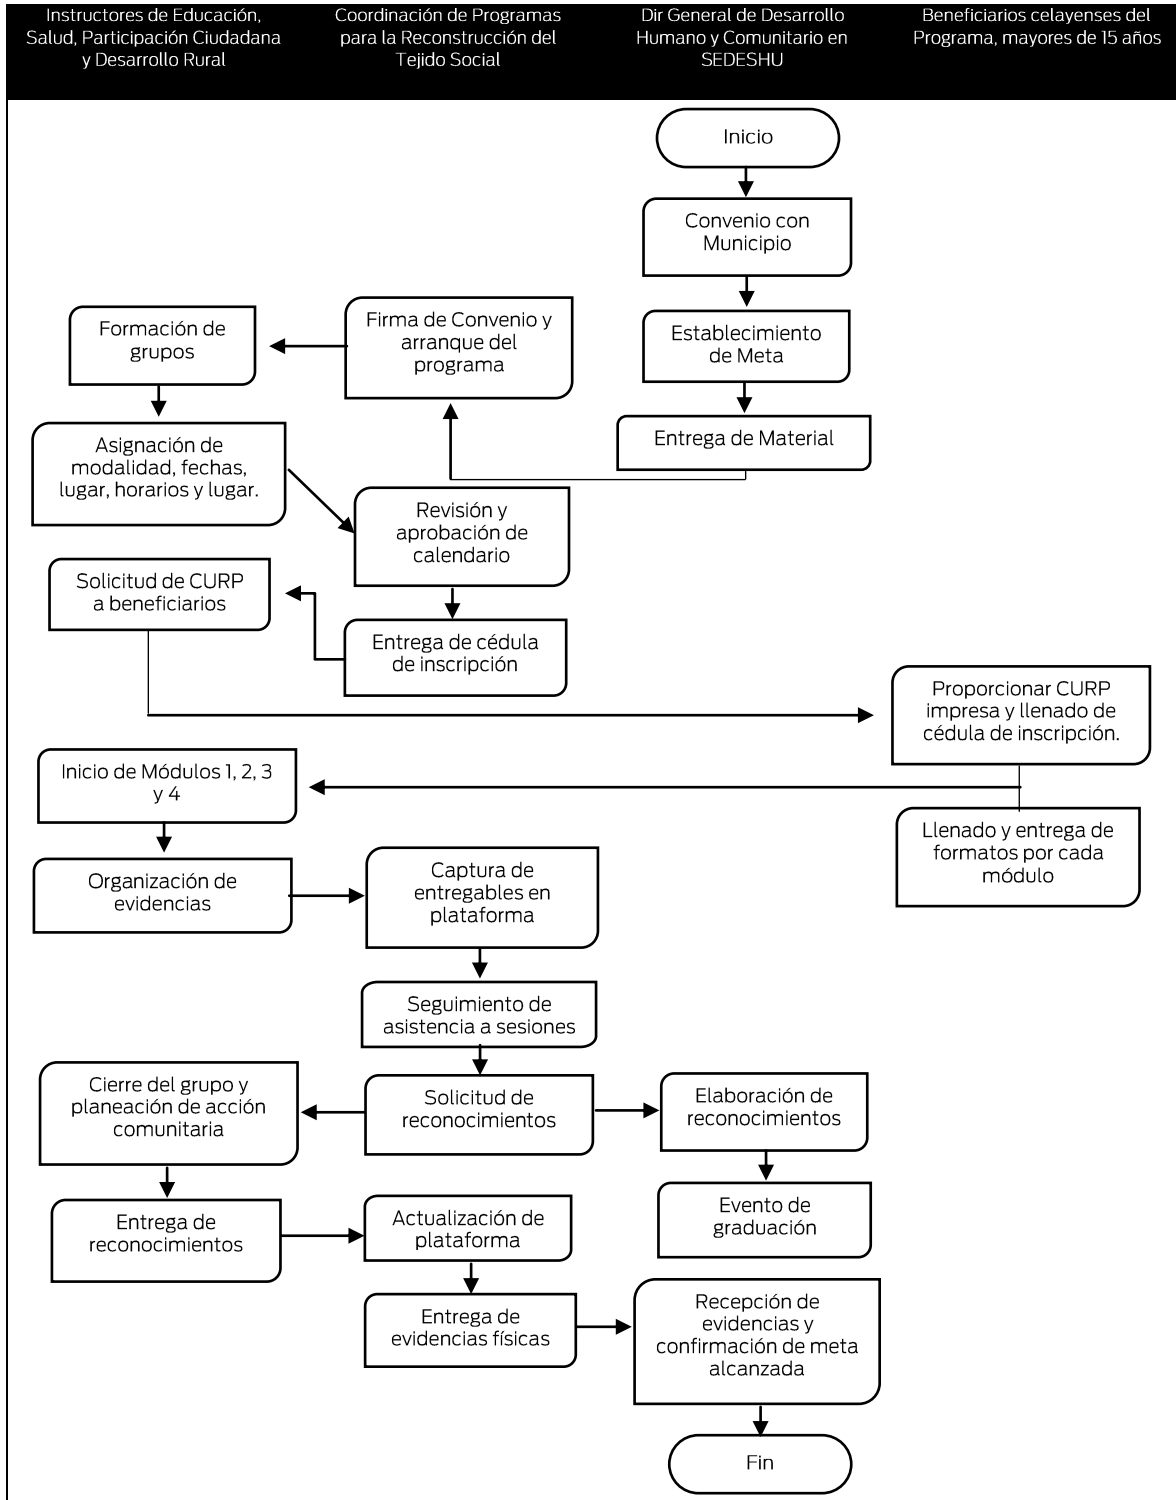 Instructores de Educación,
Salud, Participación Ciudadana
y Desarrollo Rural
Coordinación de Programas
para la Reconstrucción del
Tejido Social
Dir General de Desarrollo
Humano y Comunitario en
SEDESHU
Beneficiarios celayenses del
Programa, mayores de 15 años
Inicio
Convenio con
Municipio
Establecimiento
de Meta
Entrega de Material
Firma de Convenio y
arranque del
programa
Formación de
grupos
Asignación de
modalidad, fechas,
lugar, horarios y lugar.
Revisión y
aprobación de
calendario
Entrega de cédula
de inscripción
Solicitud de CURP
a beneficiarios
Proporcionar CURP
impresa y llenado de
cédula de inscripción.
Llenado y entrega de
formatos por cada
módulo
Inicio de Módulos 1, 2, 3
y 4
Organización de
evidencias
Captura de
entregables en
plataforma
Seguimiento de
asistencia a sesiones
Solicitud de
reconocimientos
Elaboración de
reconocimientos
Evento de
graduación
Cierre del grupo y
planeación de acción
comunitaria
Entrega de
reconocimientos
Actualización de
plataforma
Entrega de
evidencias físicas
Recepción de
evidencias y
confirmación de meta
alcanzada
Fin